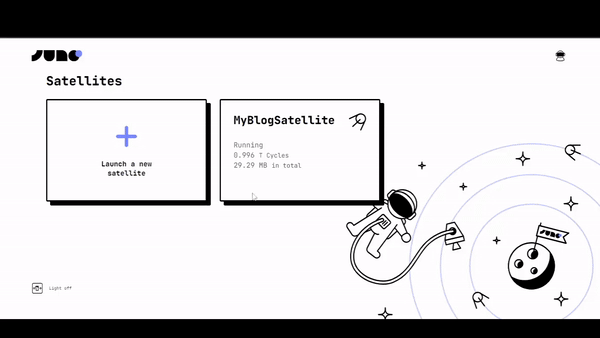 JUNO
Satellites
Launch a new
satellite
MyBlogSatellite
Running
0.996 T Cycles
29.29 MB in total
JUNO
Light off